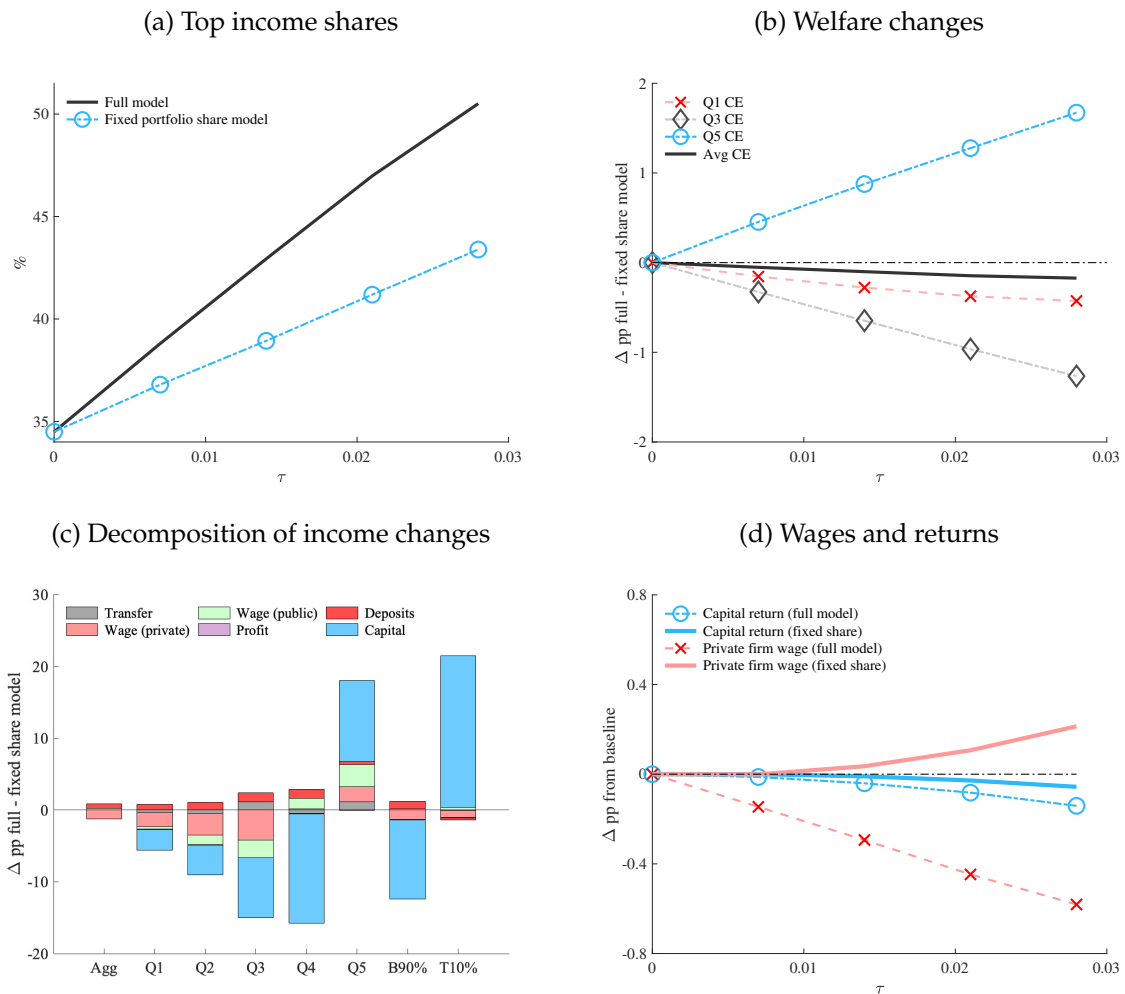 (a) Top income shares
Full model
Fixed portfolio share model
50
45
40
35
%
0
0.01
0.02
0.03
τ
(b) Welfare changes
Q1 CE
Q3 CE
Q5 CE
Avg CE
2
1
0
-1
-2
Δ pp full - fixed share model
0
0.01
0.02
0.03
τ
(c) Decomposition of income changes
Transfer
Wage (private)
Wage (public)
Profit
Deposits
Capital
30
20
10
0
-10
-20
Δ pp full - fixed share model
Agg
Q1
Q2
Q3
Q4
Q5
B90%
T10%
(d) Wages and returns
Capital return (full model)
Capital return (fixed share)
Private firm wage (full model)
Private firm wage (fixed share)
0.8
0.4
0
-0.4
-0.8
Δ pp from baseline
0
0.01
0.02
0.03
τ